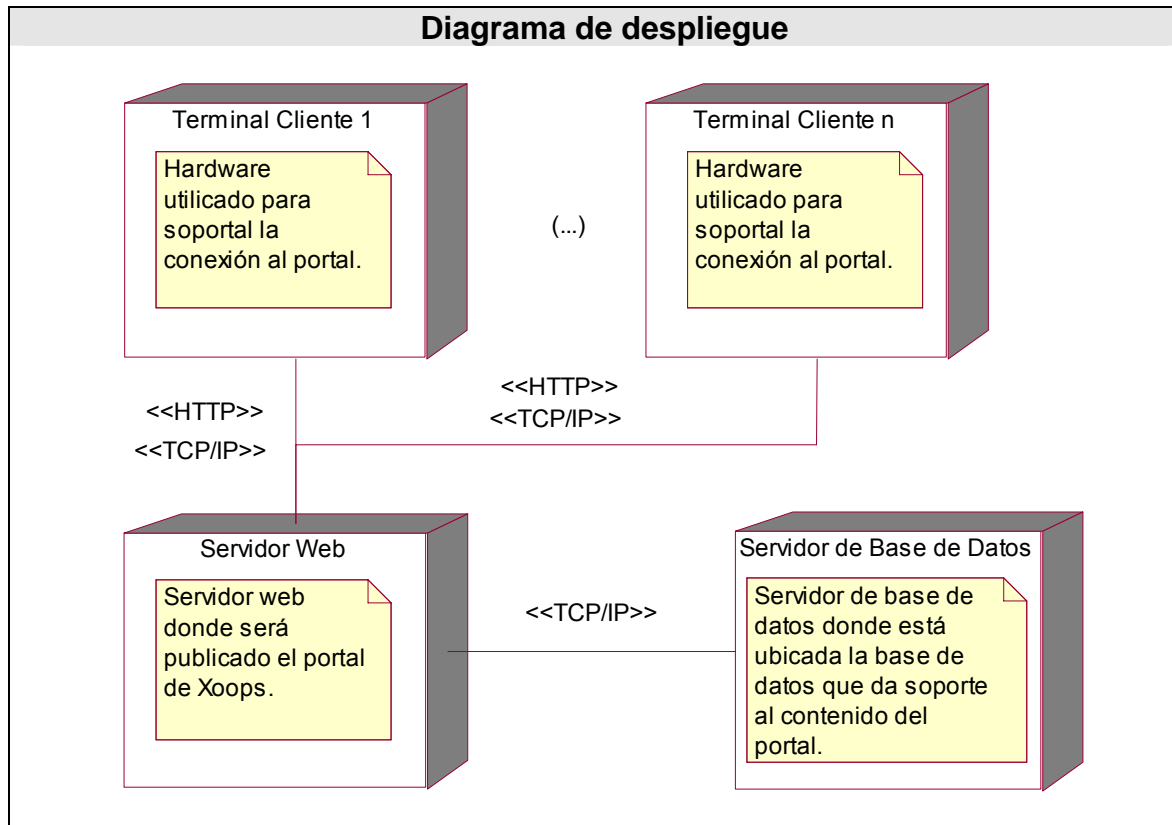 Diagrama de despliegue
Terminal Cliente 1
Hardware
utilicado para
soportal la
conexión al portal.
(...)
Terminal Cliente n
Hardware
utilicado para
soportal la
conexión al portal.
<<HTTP>>
<<TCP/IP>>
<<HTTP>>
<<TCP/IP>>
Servidor Web
Servidor web
donde será
publicado el portal
de Xoops.
<<TCP/IP>>
Servidor de Base de Datos
Servidor de base de
datos donde está
ubicada la base de
datos que da soporte
al contenido del
portal.